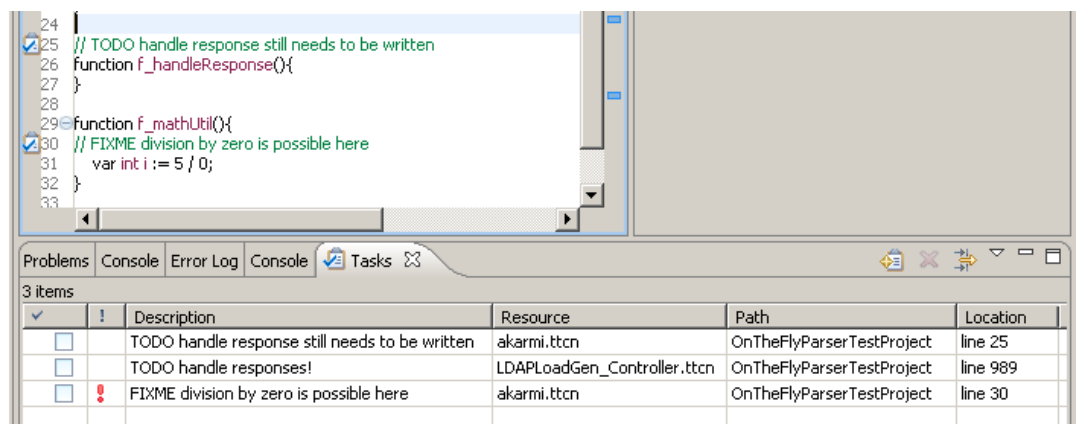 24
25 // TODO handle response still needs to be written
26 function f_handleResponse(){
27 }
28
29 function f_mathUtil(){
30 // FIXME division by zero is possible here
31 var int i := 5 / 0;
32 }
33
Problems Console Error Log Console Tasks
3 items
! Description Resource Path Location
TODO handle response still needs to be written akarmi.ttcn OnTheFlyParserTestProject line 25
TODO handle responses! LDAPLoadGen_Controller.ttcn OnTheFlyParserTestProject line 989
! FIXME division by zero is possible here akarmi.ttcn OnTheFlyParserTestProject line 30